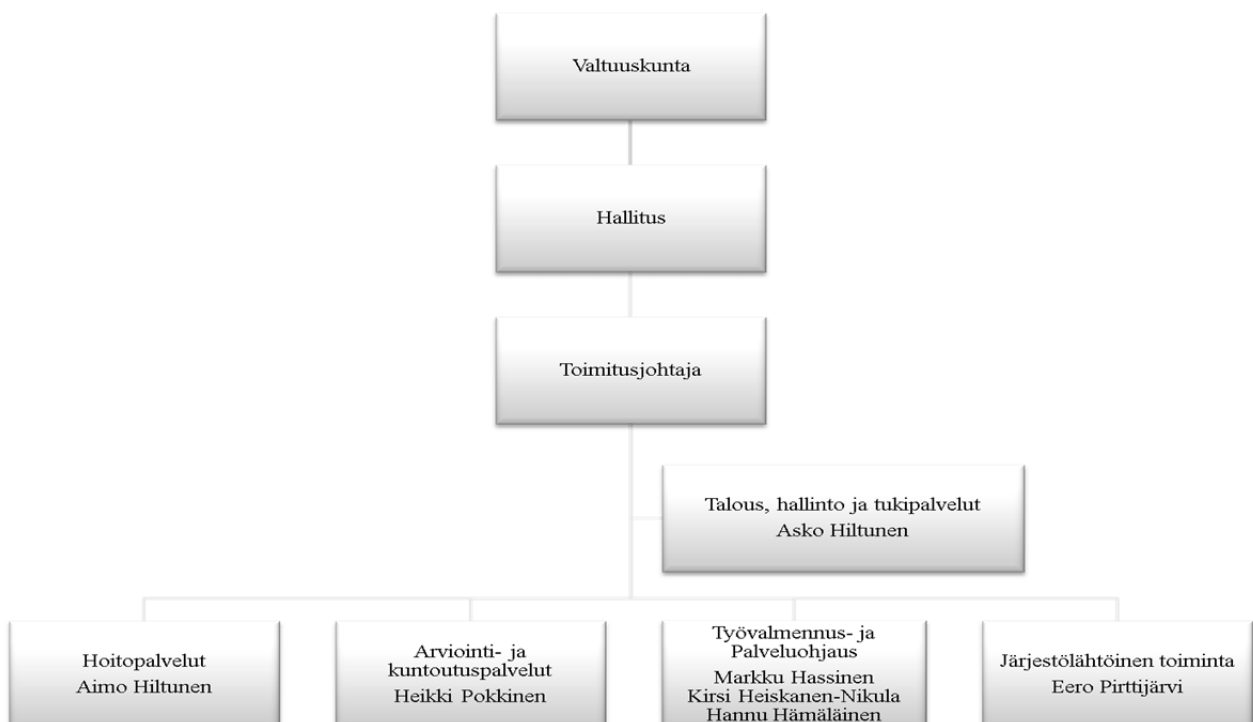 Valtuuskunta
Hallitus
Toimitusjohtaja
Talous, hallinto ja tukipalvelut
Asko Hiltunen
Hoitopalvelut
Aimo Hiltunen
Arviointi- ja
kuntoutuspalvelut
Heikki Pokkinen
Työvalmennus- ja
Palveluohjaus
Markku Hassinen
Kirsi Heiskanen-Nikula
Hannu Hämäläinen
Järjestölähtöinen toiminta
Eero Pirttijärvi